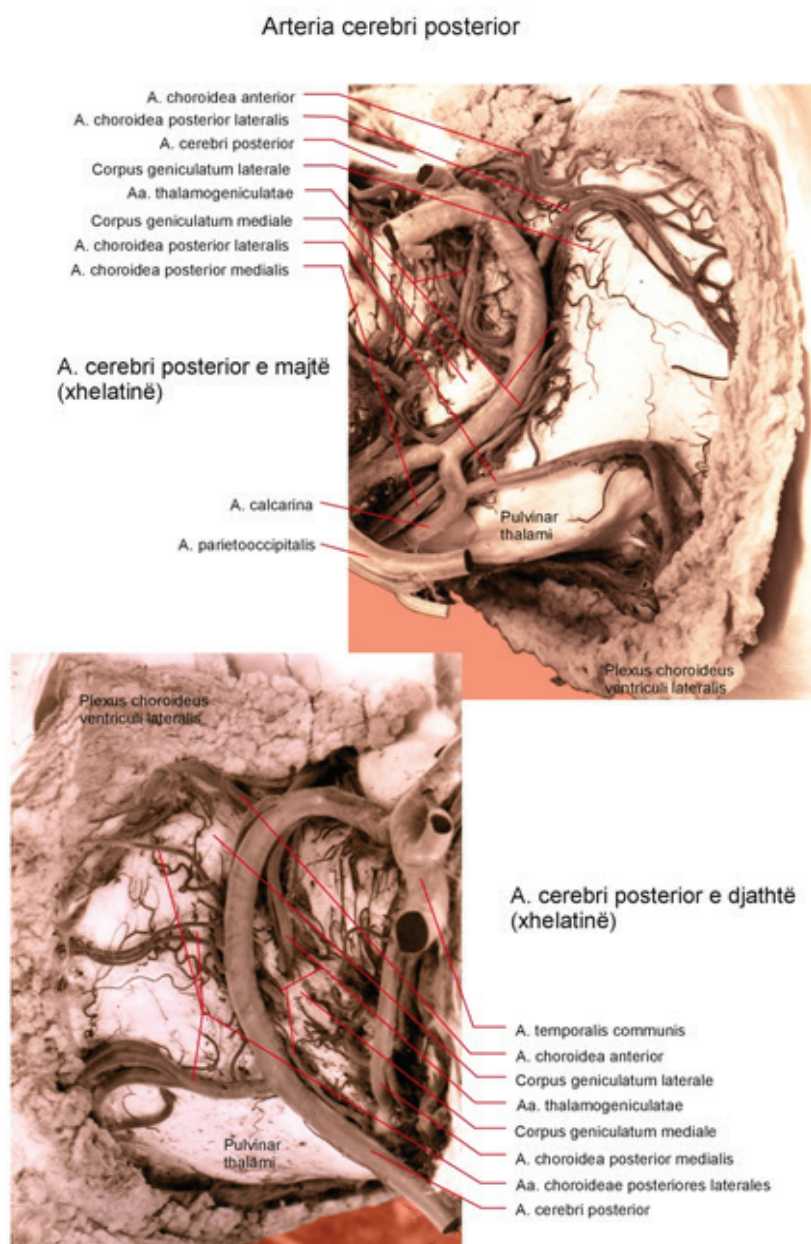 Arteria cerebri posterior
A. choroidea anterior
A. choroidea posterior lateralis
A. cerebri posterior
Corpus geniculatum laterale
Aa. thalamogeniculatae
Corpus geniculatum mediale
A. choroidea posterior lateralis
A. choroidea posterior medialis
A. cerebri posterior e majtë
(xhelatinë)
A. calcarina
A. parietooccipitalis
Pulvinar
thalami
Plexus choroideus
ventriculi lateralis
Plexus choroideus
ventriculi lateralis
A. cerebri posterior e djathtë
(xhelatinë)
A. temporalis communis
A. choroidea anterior
Corpus geniculatum laterale
Aa. thalamogeniculatae
Corpus geniculatum mediale
A. choroidea posterior medialis
Aa. choroideae posteriores laterales
A. cerebri posterior
Pulvinar
thalami